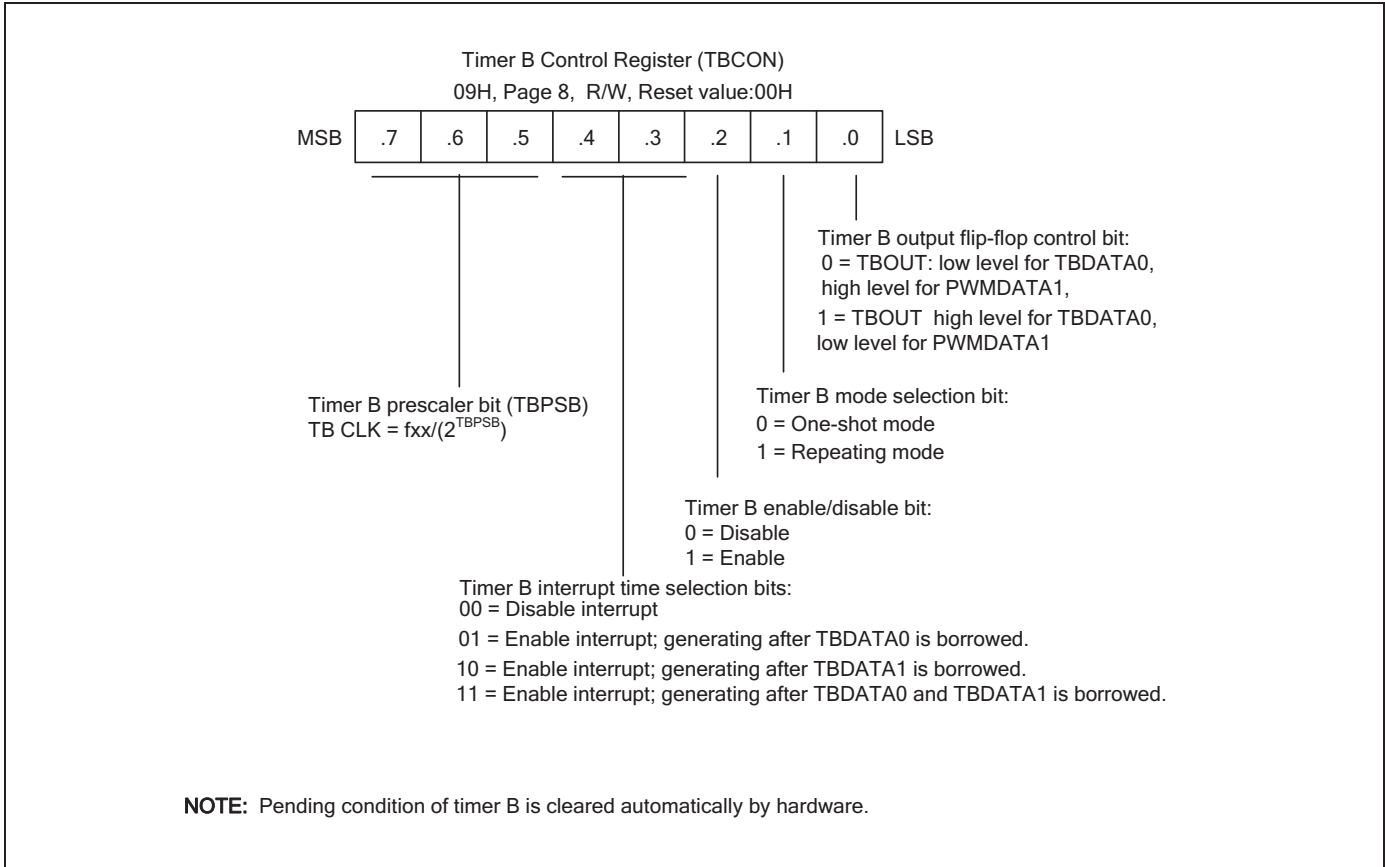 Timer B Control Register (TBCON)
09H, Page 8, R/W, Reset value:00H
MSB .7 .6 .5 .4 .3 .2 .1 .0 LSB
Timer B output flip-flop control bit:
0 = TBOUT: low level for TBDATA0,
high level for PWMDATA1,
1 = TBOUT high level for TBDATA0,
low level for PWMDATA1
Timer B mode selection bit:
0 = One-shot mode
1 = Repeating mode
Timer B prescaler bit (TBPSB)
TB CLK = fxx/(2^TBPSB)
Timer B enable/disable bit:
0 = Disable
1 = Enable
Timer B interrupt time selection bits:
00 = Disable interrupt
01 = Enable interrupt; generating after TBDATA0 is borrowed.
10 = Enable interrupt; generating after TBDATA1 is borrowed.
11 = Enable interrupt; generating after TBDATA0 and TBDATA1 is borrowed.
NOTE: Pending condition of timer B is cleared automatically by hardware.